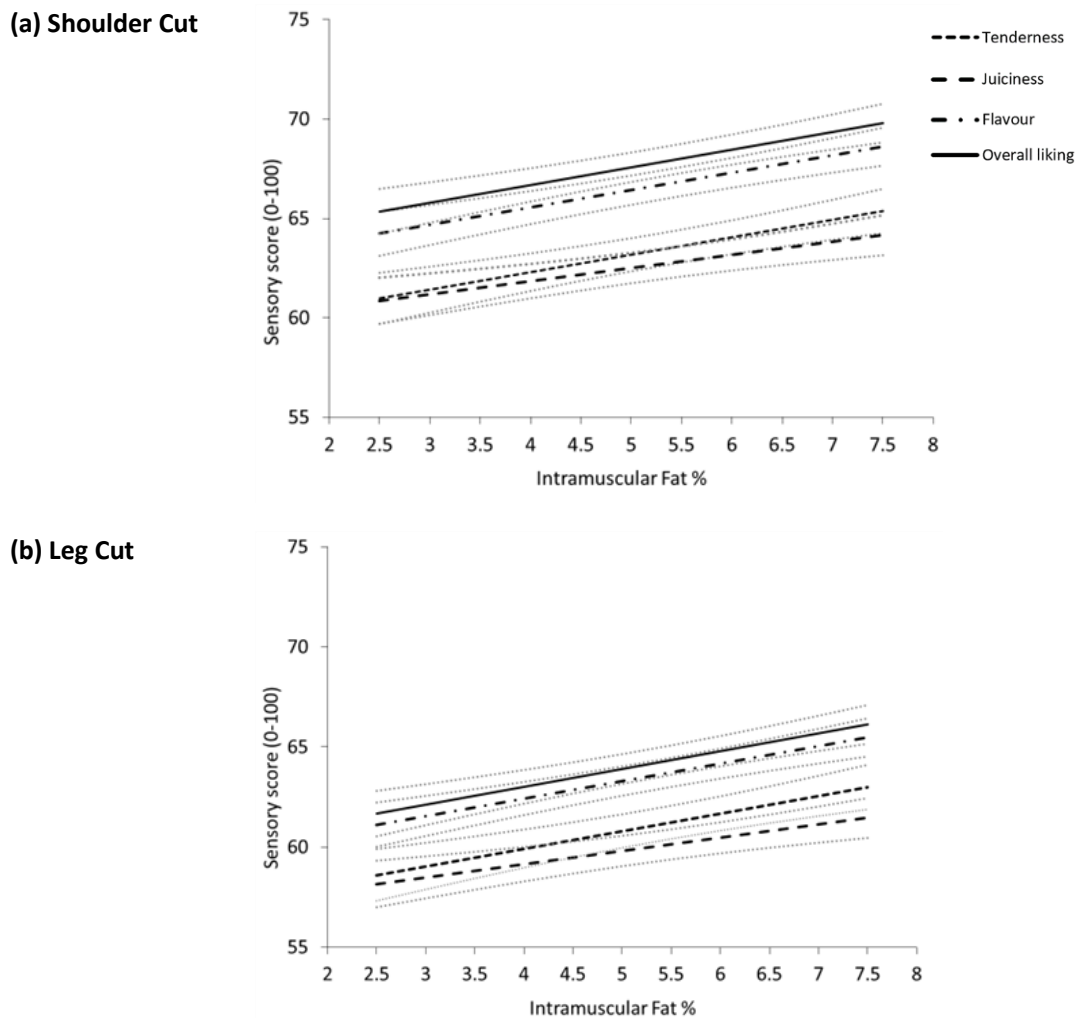 (a) Shoulder Cut
75
70
65
60
55
Sensory score (0-100)
2 2.5 3 3.5 4 4.5 5 5.5 6 6.5 7 7.5 8
Intramuscular Fat %
Tenderness
Juiciness
Flavour
Overall liking
(b) Leg Cut
75
70
65
60
55
Sensory score (0-100)
2 2.5 3 3.5 4 4.5 5 5.5 6 6.5 7 7.5 8
Intramuscular Fat %